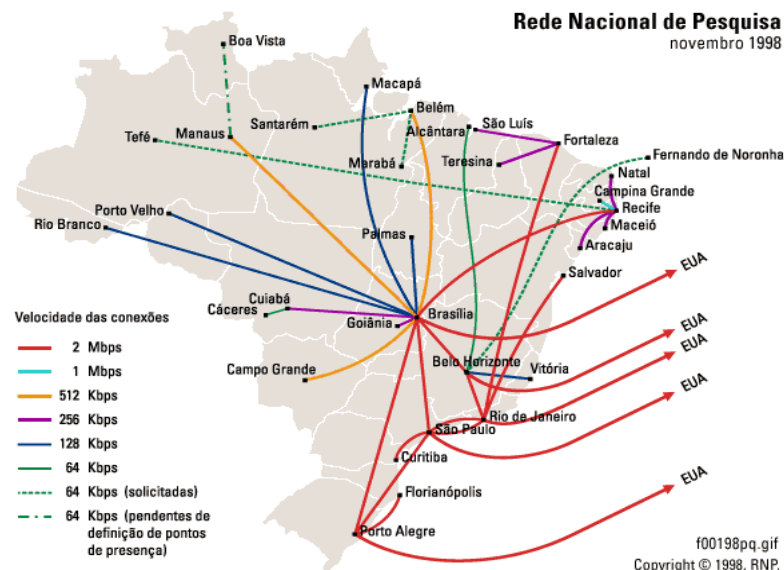 Rede Nacional de Pesquisa
novembro 1998
Boa Vista
Macapá
Belém
Santarém
Alcântara
São Luís
Manaus
Tefé
Fortaleza
Marabá
Teresina
Fernando de Noronha
Natal
Campina Grande
Recife
Porto Velho
Rio Branco
Maceió
Palmas
Aracaju
Salvador
EUA
Cuiabá
Cáceres
Brasília
Goiânia
EUA
EUA
Belo Horizonte
Vitória
Campo Grande
EUA
Rio de Janeiro
São Paulo
Curitiba
Florianópolis
EUA
Porto Alegre
Velocidade das conexões
2 Mbps
1 Mbps
512 Kbps
256 Kbps
128 Kbps
64 Kbps
64 Kbps (solicitadas)
64 Kbps (pendentes de
definição de pontos
de presença)
f00198pq.gif
Copyright © 1998, RNP.